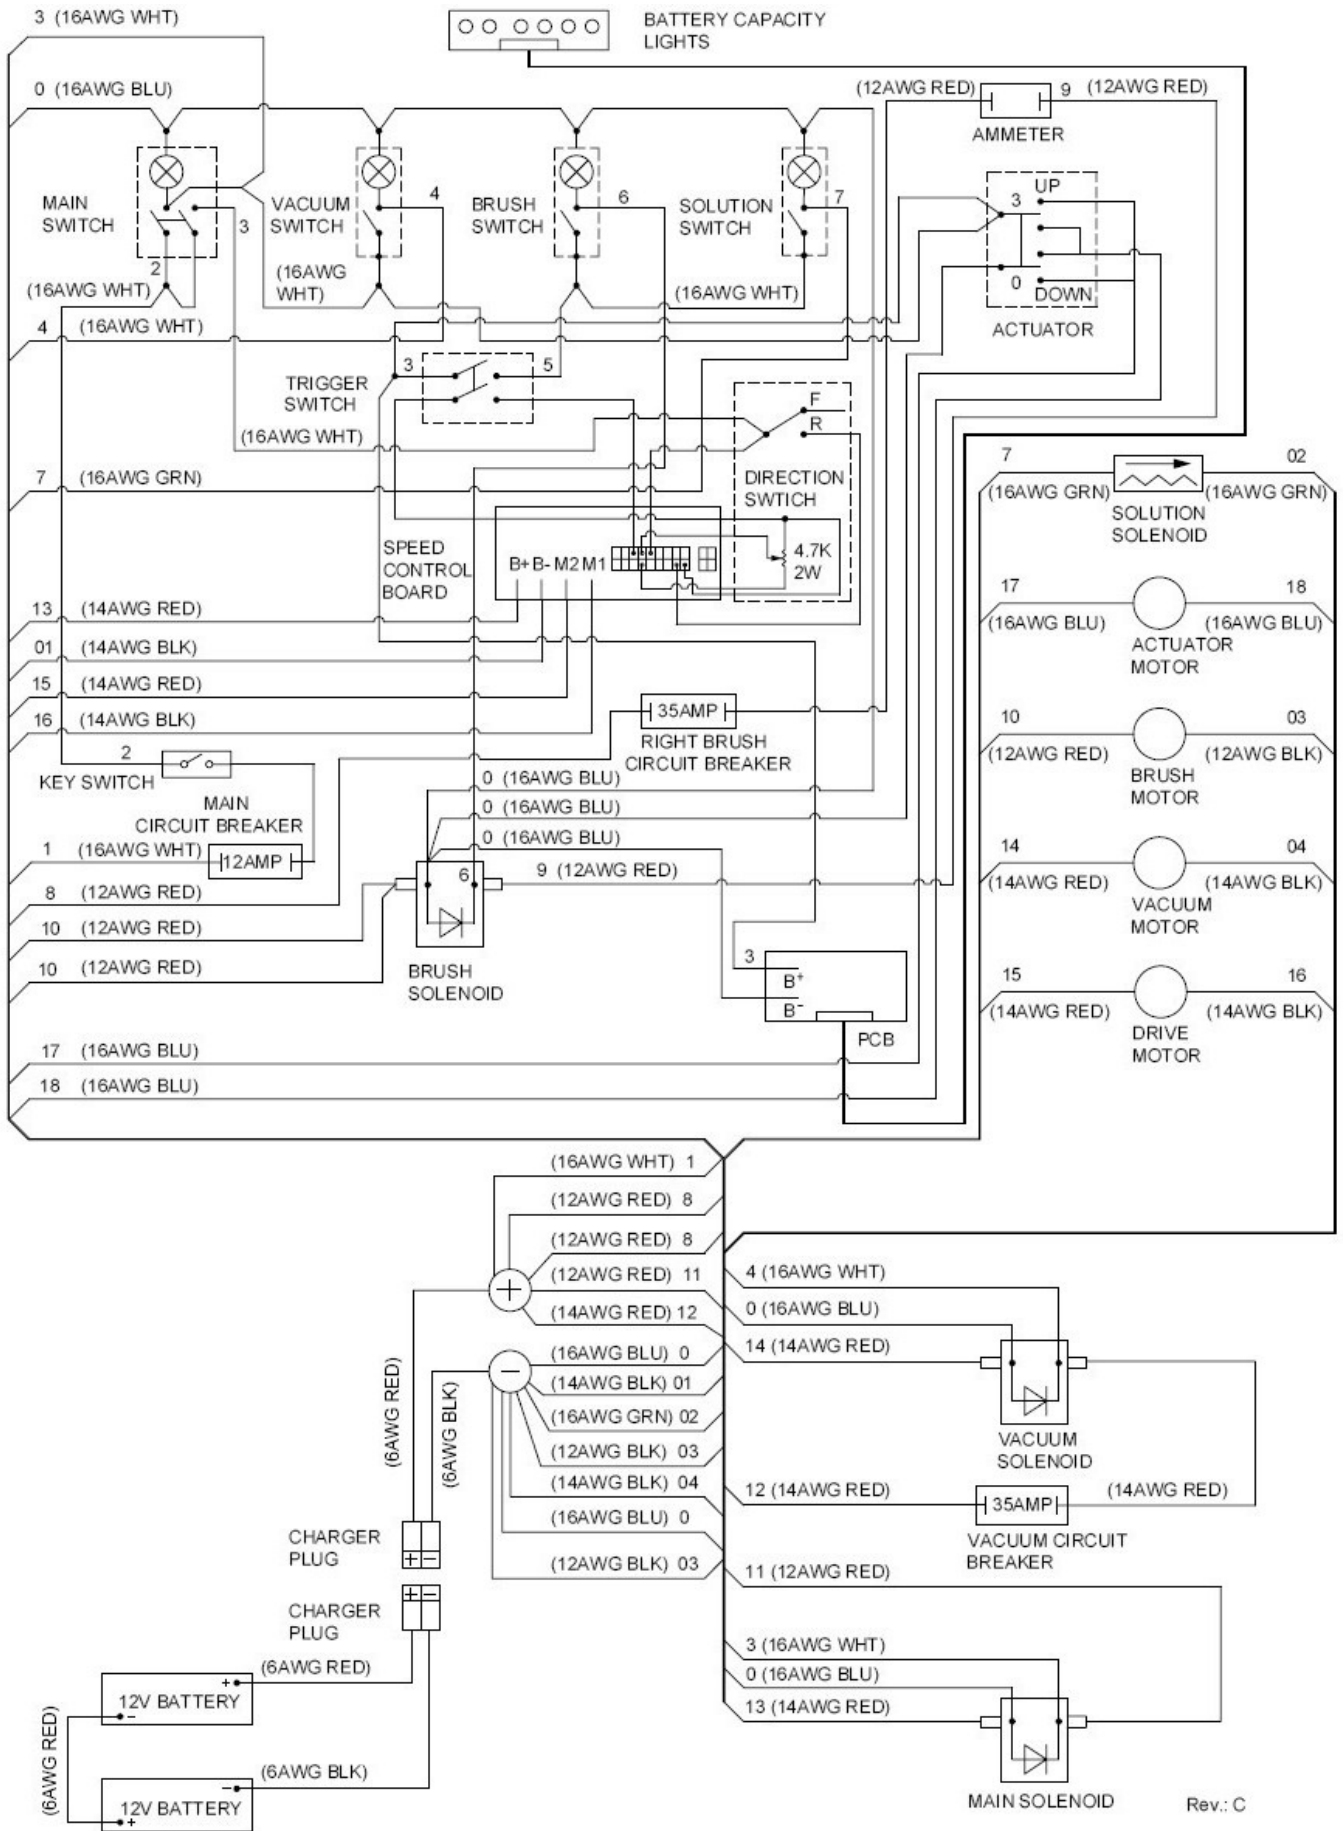 3 (16AWG WHT)
BATTERY CAPACITY
LIGHTS
0 (16AWG BLU)
(12AWG RED)
9 (12AWG RED)
AMMETER
MAIN
SWITCH
3
2
VACUUM
SWITCH
4
BRUSH
SWITCH
6
SOLUTION
SWITCH
7
UP
3
0
DOWN
ACTUATOR
(16AWG WHT)
(16AWG
WHT)
(16AWG WHT)
4 (16AWG WHT)
TRIGGER
SWITCH
3
5
(16AWG WHT)
F
R
DIRECTION
SWTICH
4.7K
2W
7 (16AWG GRN)
SPEED
CONTROL
BOARD
B+ B- M2 M1
13 (14AWG RED)
01 (14AWG BLK)
15 (14AWG RED)
16 (14AWG BLK)
35AMP
RIGHT BRUSH
CIRCUIT BREAKER
2
KEY SWITCH
MAIN
CIRCUIT BREAKER
0 (16AWG BLU)
0 (16AWG BLU)
0 (16AWG BLU)
1 (16AWG WHT)
12AMP
6
9 (12AWG RED)
8 (12AWG RED)
10 (12AWG RED)
10 (12AWG RED)
BRUSH
SOLENOID
3
B+
B-
PCB
17 (16AWG BLU)
18 (16AWG BLU)
7
02
(16AWG GRN)
(16AWG GRN)
SOLUTION
SOLENOID
17
18
(16AWG BLU)
(16AWG BLU)
ACTUATOR
MOTOR
10
03
(12AWG RED)
(12AWG BLK)
BRUSH
MOTOR
14
04
(14AWG RED)
(14AWG BLK)
VACUUM
MOTOR
15
16
(14AWG RED)
(14AWG BLK)
DRIVE
MOTOR
(16AWG WHT) 1
(12AWG RED) 8
(12AWG RED) 8
(12AWG RED) 11
(14AWG RED) 12
+
(16AWG BLU) 0
(14AWG BLK) 01
(16AWG GRN) 02
(12AWG BLK) 03
(14AWG BLK) 04
(16AWG BLU) 0
(12AWG BLK) 03
−
(6AWG RED)
(6AWG BLK)
4 (16AWG WHT)
0 (16AWG BLU)
14 (14AWG RED)
VACUUM
SOLENOID
12 (14AWG RED)
35AMP
(14AWG RED)
VACUUM CIRCUIT
BREAKER
11 (12AWG RED)
3 (16AWG WHT)
0 (16AWG BLU)
13 (14AWG RED)
MAIN SOLENOID
CHARGER
PLUG
+ −
+ −
CHARGER
PLUG
(6AWG RED)
+
12V BATTERY
-
(6AWG RED)
(6AWG BLK)
−
12V BATTERY
+
Rev.: C